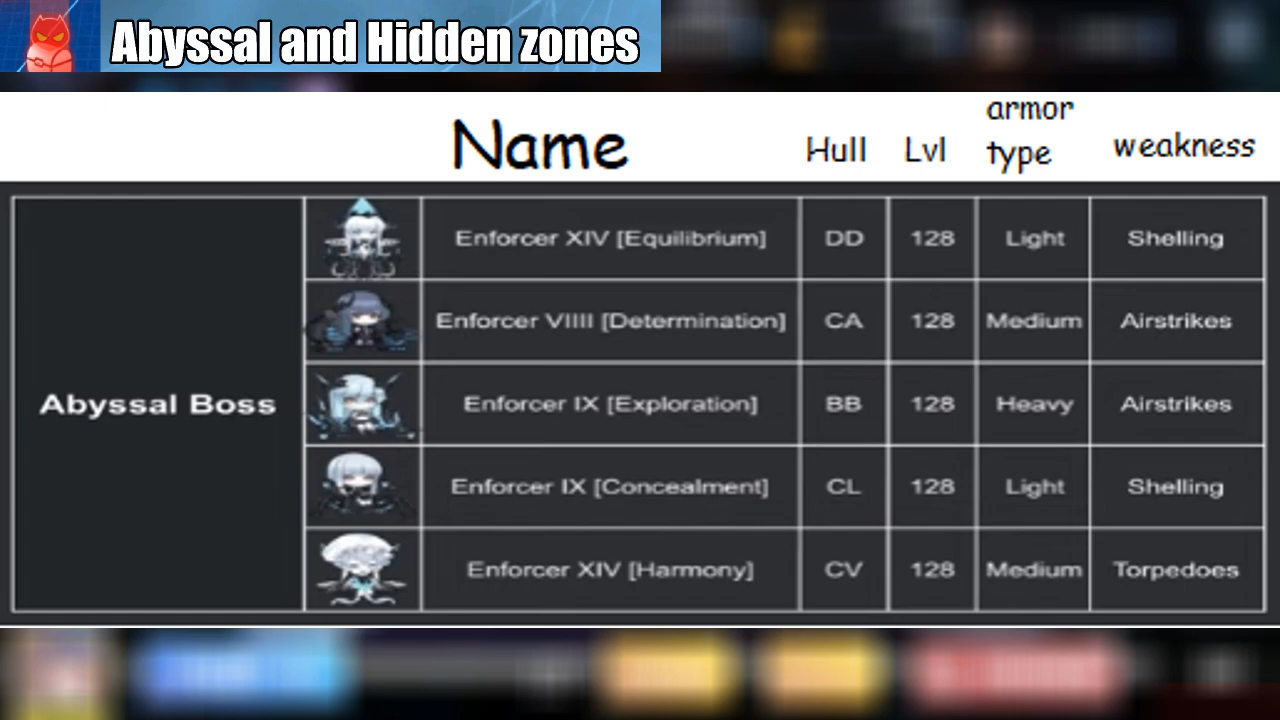 Abyssal and Hidden zones
Name Hull Lvl armor type weakness
Abyssal Boss
Enforcer XIV [Equilibrium] DD 128 Light Shelling
Enforcer VIIII [Determination] CA 128 Medium Airstrikes
Enforcer IX [Exploration] BB 128 Heavy Airstrikes
Enforcer IX [Concealment] CL 128 Light Shelling
Enforcer XIV [Harmony] CV 128 Medium Torpedoes